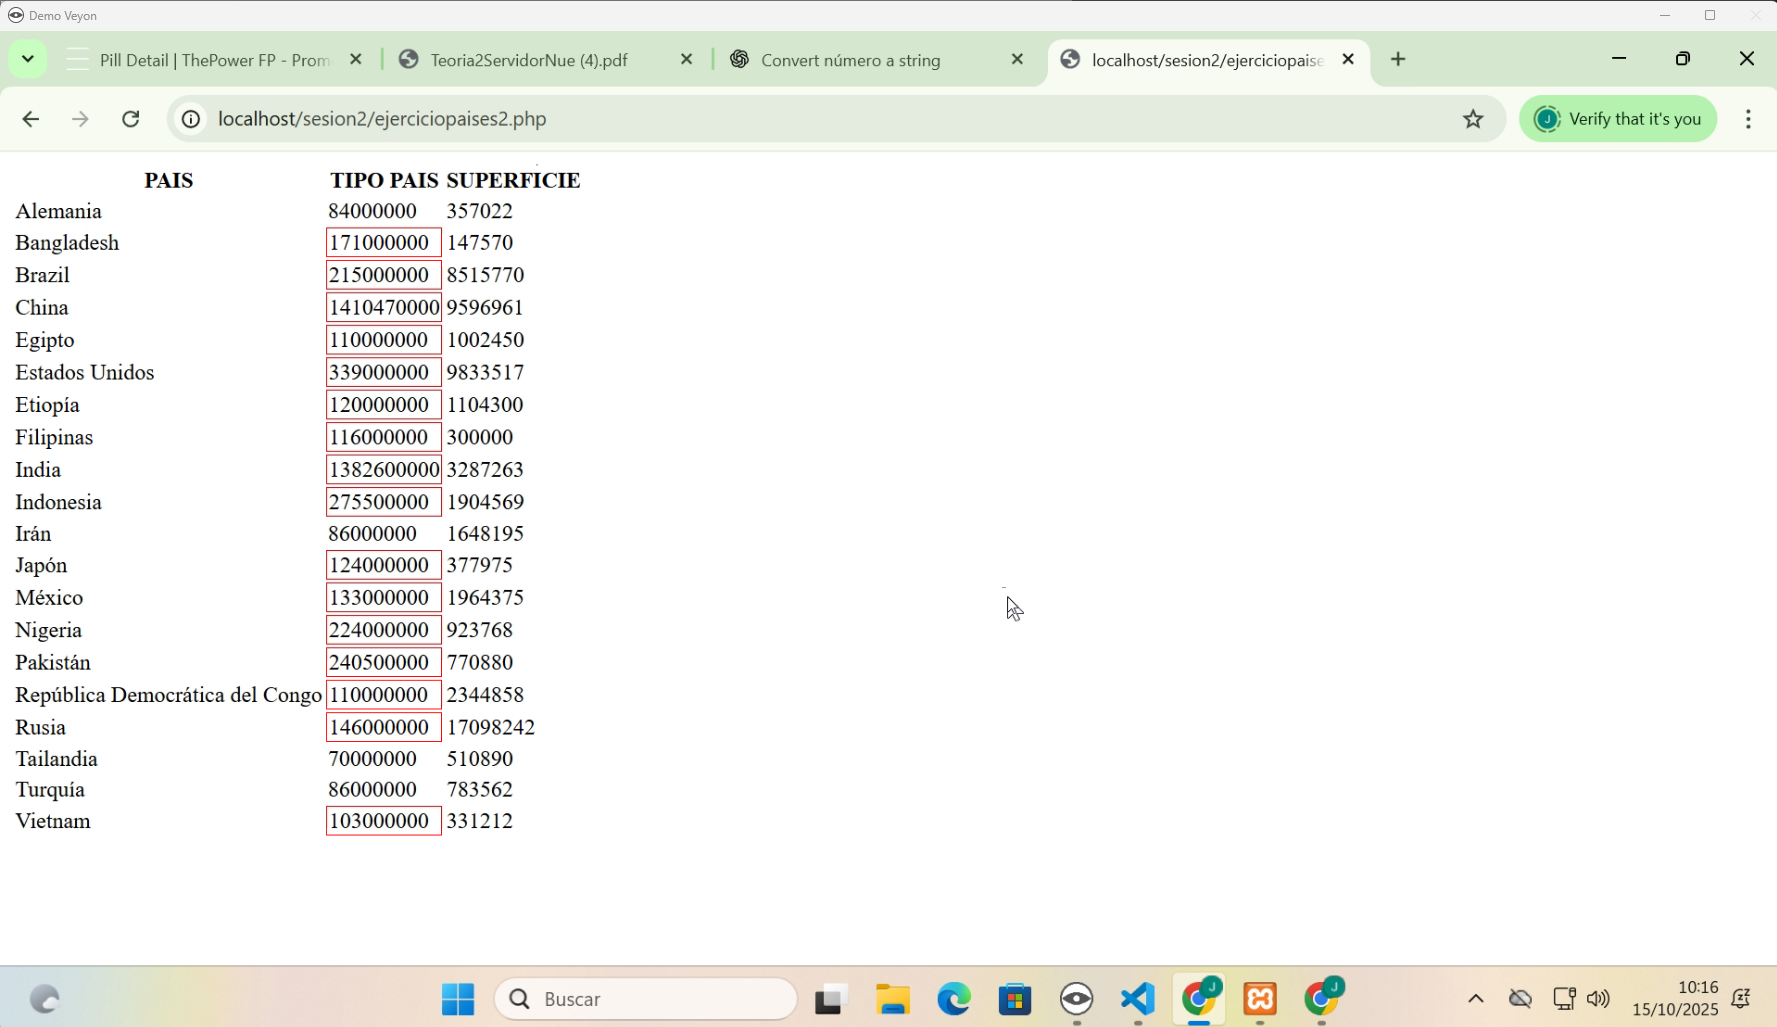 Demo Veyon
Pill Detail | ThePower FP - Prom
Teoria2ServidorNue (4).pdf
Convert número a string
localhost/sesion2/ejerciciopaise
localhost/sesion2/ejerciciopaises2.php
J
Verify that it's you
PAIS TIPO PAIS SUPERFICIE
Alemania 84000000 357022
Bangladesh 171000000 147570
Brazil 215000000 8515770
China 1410470000 9596961
Egipto 110000000 1002450
Estados Unidos 339000000 9833517
Etiopía 120000000 1104300
Filipinas 116000000 300000
India 1382600000 3287263
Indonesia 275500000 1904569
Irán 86000000 1648195
Japón 124000000 377975
México 133000000 1964375
Nigeria 224000000 923768
Pakistán 240500000 770880
República Democrática del Congo 110000000 2344858
Rusia 146000000 17098242
Tailandia 70000000 510890
Turquía 86000000 783562
Vietnam 103000000 331212
Buscar
J
J
10:16
15/10/2025